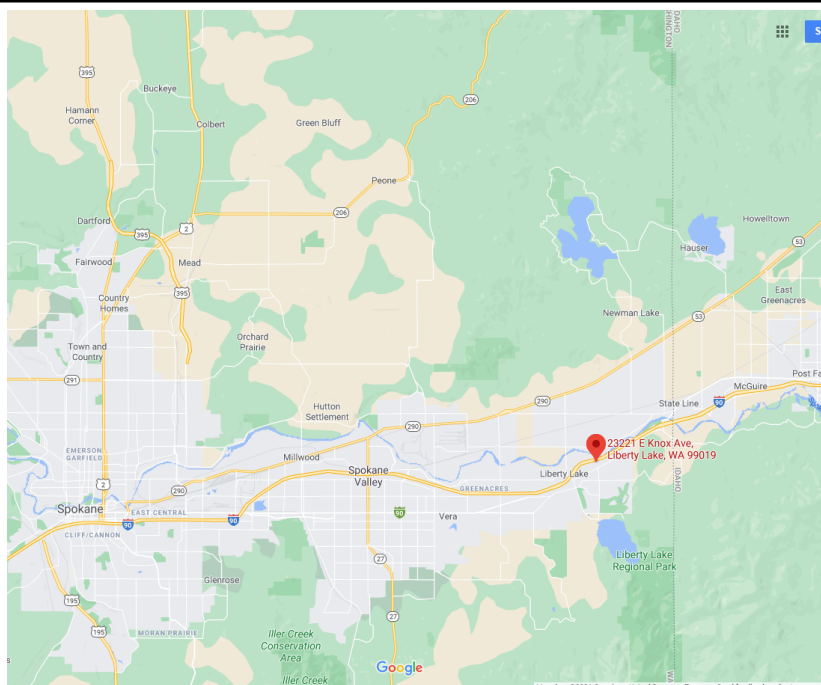 IDAHO
WASHINGTON
S
395
Buckeye
206
Hamann
Corner
Colbert
Green Bluff
Peone
206
2
Dartford
395
Howelltown
53
Hauser
Fairwood
Mead
395
East
Greenacres
Country
Homes
Newman Lake
53
Orchard
Prairie
Town and
Country
Post Fa
291
McGuire
290
State Line
90
Hutton
Settlement
290
23221 E Knox Ave,
Liberty Lake, WA 99019
EMERSON
GARFIELD
Millwood
Spokane
Valley
Liberty Lake
IDAHO
2
290
GREENACRES
Spokane
EAST CENTRAL
90
90
90
Vera
CLIFF/CANNON
Liberty Lake
Regional Park
27
Glenrose
195
27
195
MORAN PRAIRIE
Iller Creek
Conservation
Area
s
Google
Iller Creek
WA